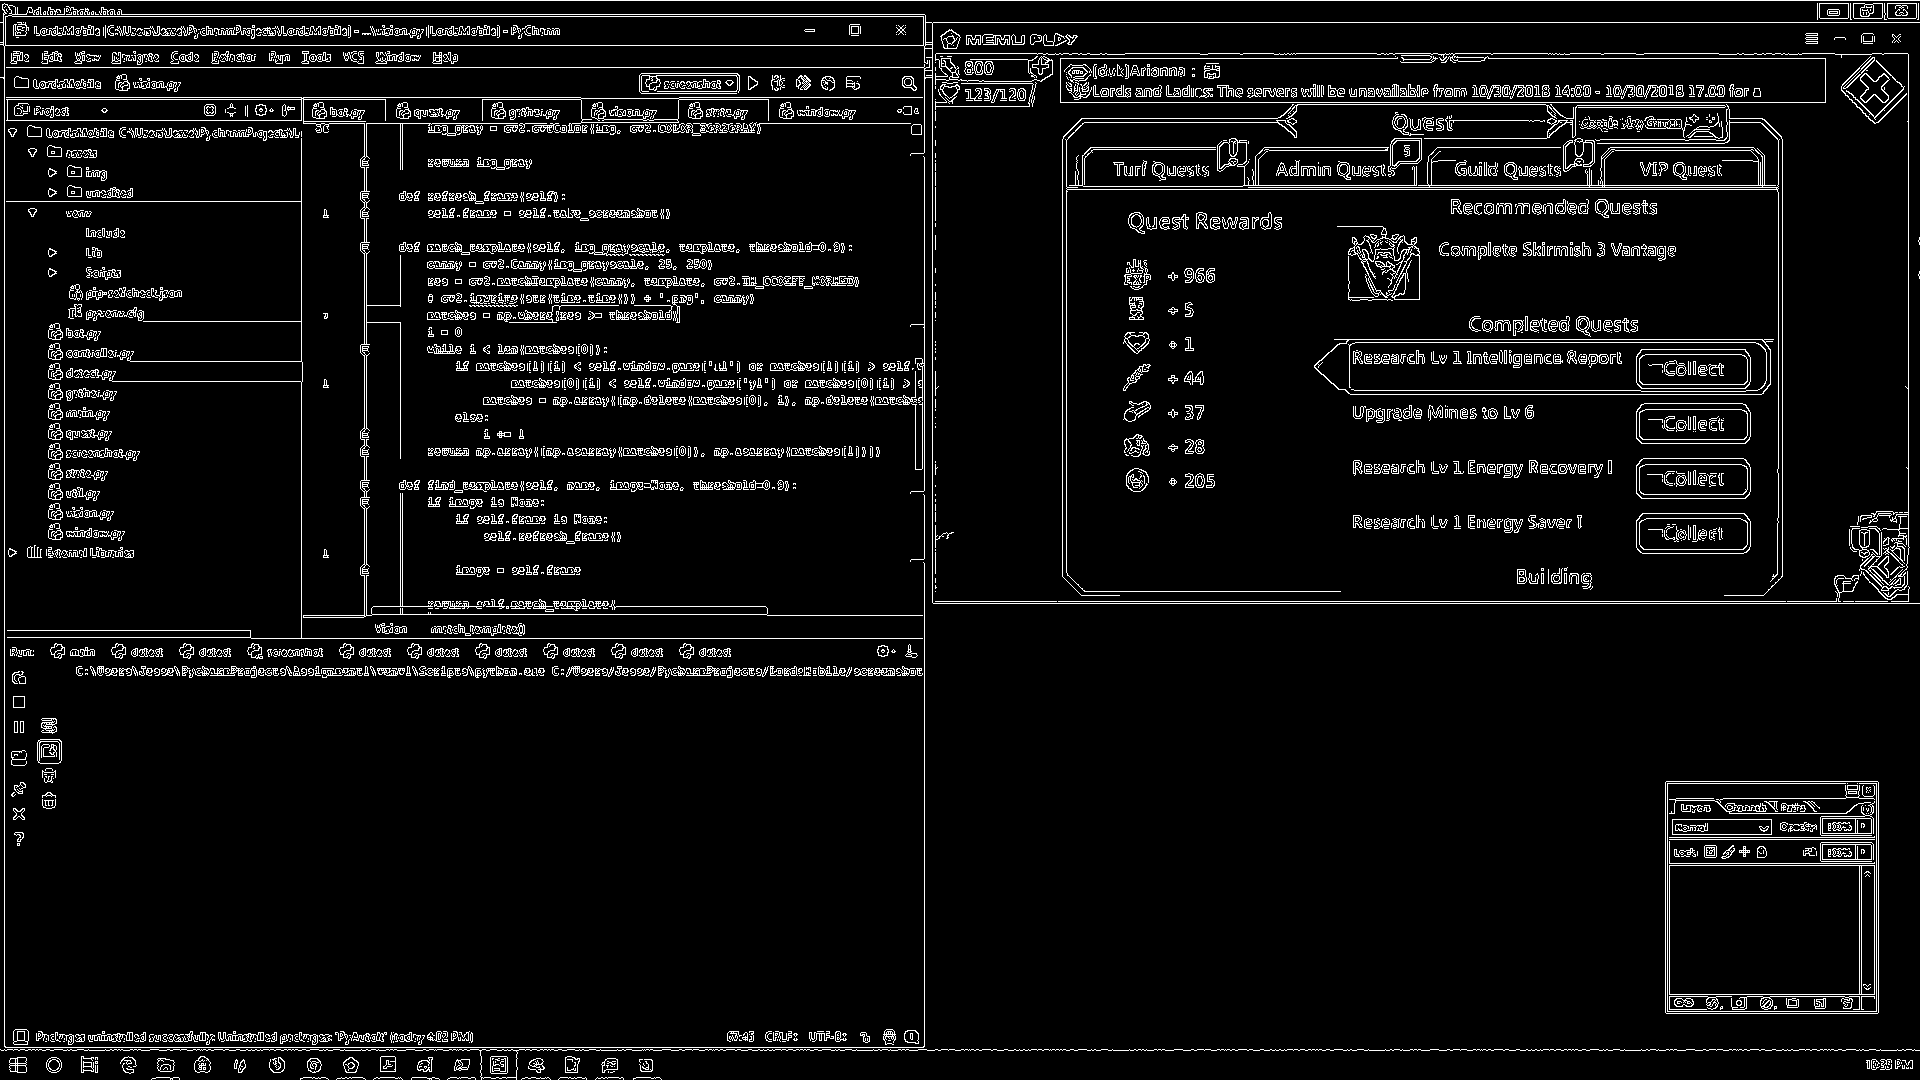 Adobe Photoshop
LordsMobile [C:\Users\Jesse\PycharmProjects\LordsMobile] - ...\vision.py [LordsMobile] - PyCharm
File Edit View Navigate Code Refactor Run Tools VCS Window Help
LordsMobile vision.py
screenshot
Project
bot.py quest.py gather.py vision.py static.py window.py
LordsMobile C:\Users\Jesse\PycharmProjects\L
assets
img
unedited
venv
Include
Lib
Scripts
pip-selfcheck.json
pyvenv.cfg
bot.py
controller.py
detect.py
gather.py
main.py
quest.py
screenshot.py
static.py
util.py
vision.py
window.py
External Libraries
img_gray = cv2.cvtColor(img, cv2.COLOR_BGR2GRAY)
return img_gray
def refresh_frame(self):
self.frame = self.take_screenshot()
def match_template(self, img_grayscale, template, threshold=0.9):
canny = cv2.Canny(img_grayscale, 25, 250)
res = cv2.matchTemplate(canny, template, cv2.TM_CCOEFF_NORMED)
# cv2.imwrite(str(time.time()) + '.png', canny)
matches = np.where(res >= threshold)
i = 0
while i < len(matches[0]):
if matches[1][i] < self.window.game['x1'] or matches[1][i] > self.
matches[0][i] < self.window.game['y1'] or matches[0][i] > s
matches = np.array([np.delete(matches[0], i), np.delete(matches
else:
i += 1
return np.array([np.asarray(matches[0]), np.asarray(matches[1])])
def find_template(self, name, image=None, threshold=0.9):
if image is None:
if self.frame is None:
self.refresh_frame()
image = self.frame
return self.match_template(
Vision match_template()
Run: main detect detect screenshot detect detect detect detect detect detect
C:\Users\Jesse\PycharmProjects\Assignment1\venv1\Scripts\python.exe C:/Users/Jesse/PycharmProjects/LordsMobile/screenshot
Packages uninstalled successfully: Uninstalled packages: 'PyAutoIt' (today 4:02 PM)
67:45 CRLF: UTF-8:
MEMU PLAY
800
123/120
[dvk]Arianna :
Lords and Ladies: The servers will be unavailable from 10/30/2018 14:00 - 10/30/2018 17:00 for a
Quest
Google Play Games
Turf Quests
Admin Quests
5
Guild Quests
VIP Quest
Quest Rewards
+ 966
+ 5
+ 1
+ 44
+ 37
+ 28
+ 205
Recommended Quests
Complete Skirmish 3 Vantage
Completed Quests
Research Lv 1 Intelligence Report
Collect
Upgrade Mines to Lv 6
Collect
Research Lv 1 Energy Recovery I
Collect
Research Lv 1 Energy Saver I
Collect
Building
Layers Channels Paths
Normal Opacity: 100%
Lock: Fill: 100%
10:39 PM